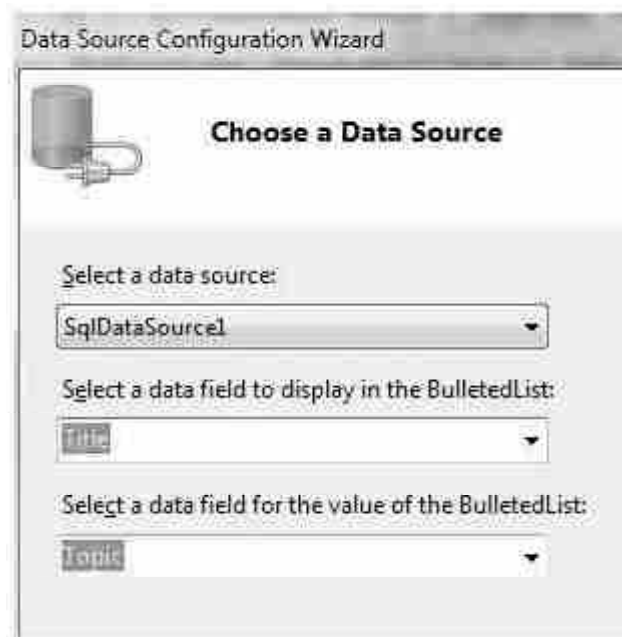 Data Source Configuration Wizard
Choose a Data Source
Select a data source:
SqlDataSource1
Select a data field to display in the BulletedList:
Title
Select a data field for the value of the BulletedList:
Topic